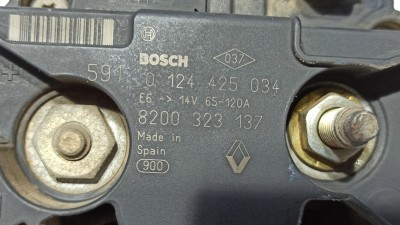 BOSCH
037
591 0 124 425 034
E6 -> 14V 65-120A
8200 323 137
Made in
Spain
900